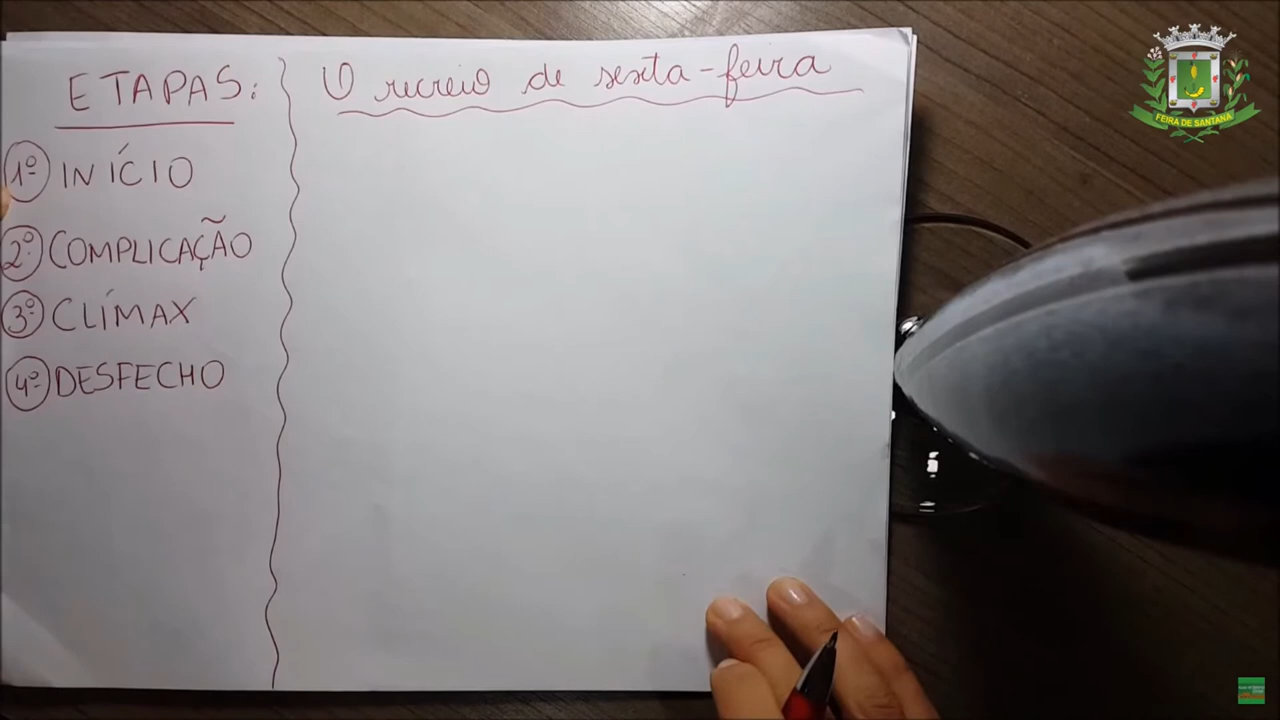 ETAPAS:
1º INÍCIO
2º COMPLICAÇÃO
3º CLÍMAX
4º DESFECHO
O recreio de sexta-feira
FEIRA DE SANTANA